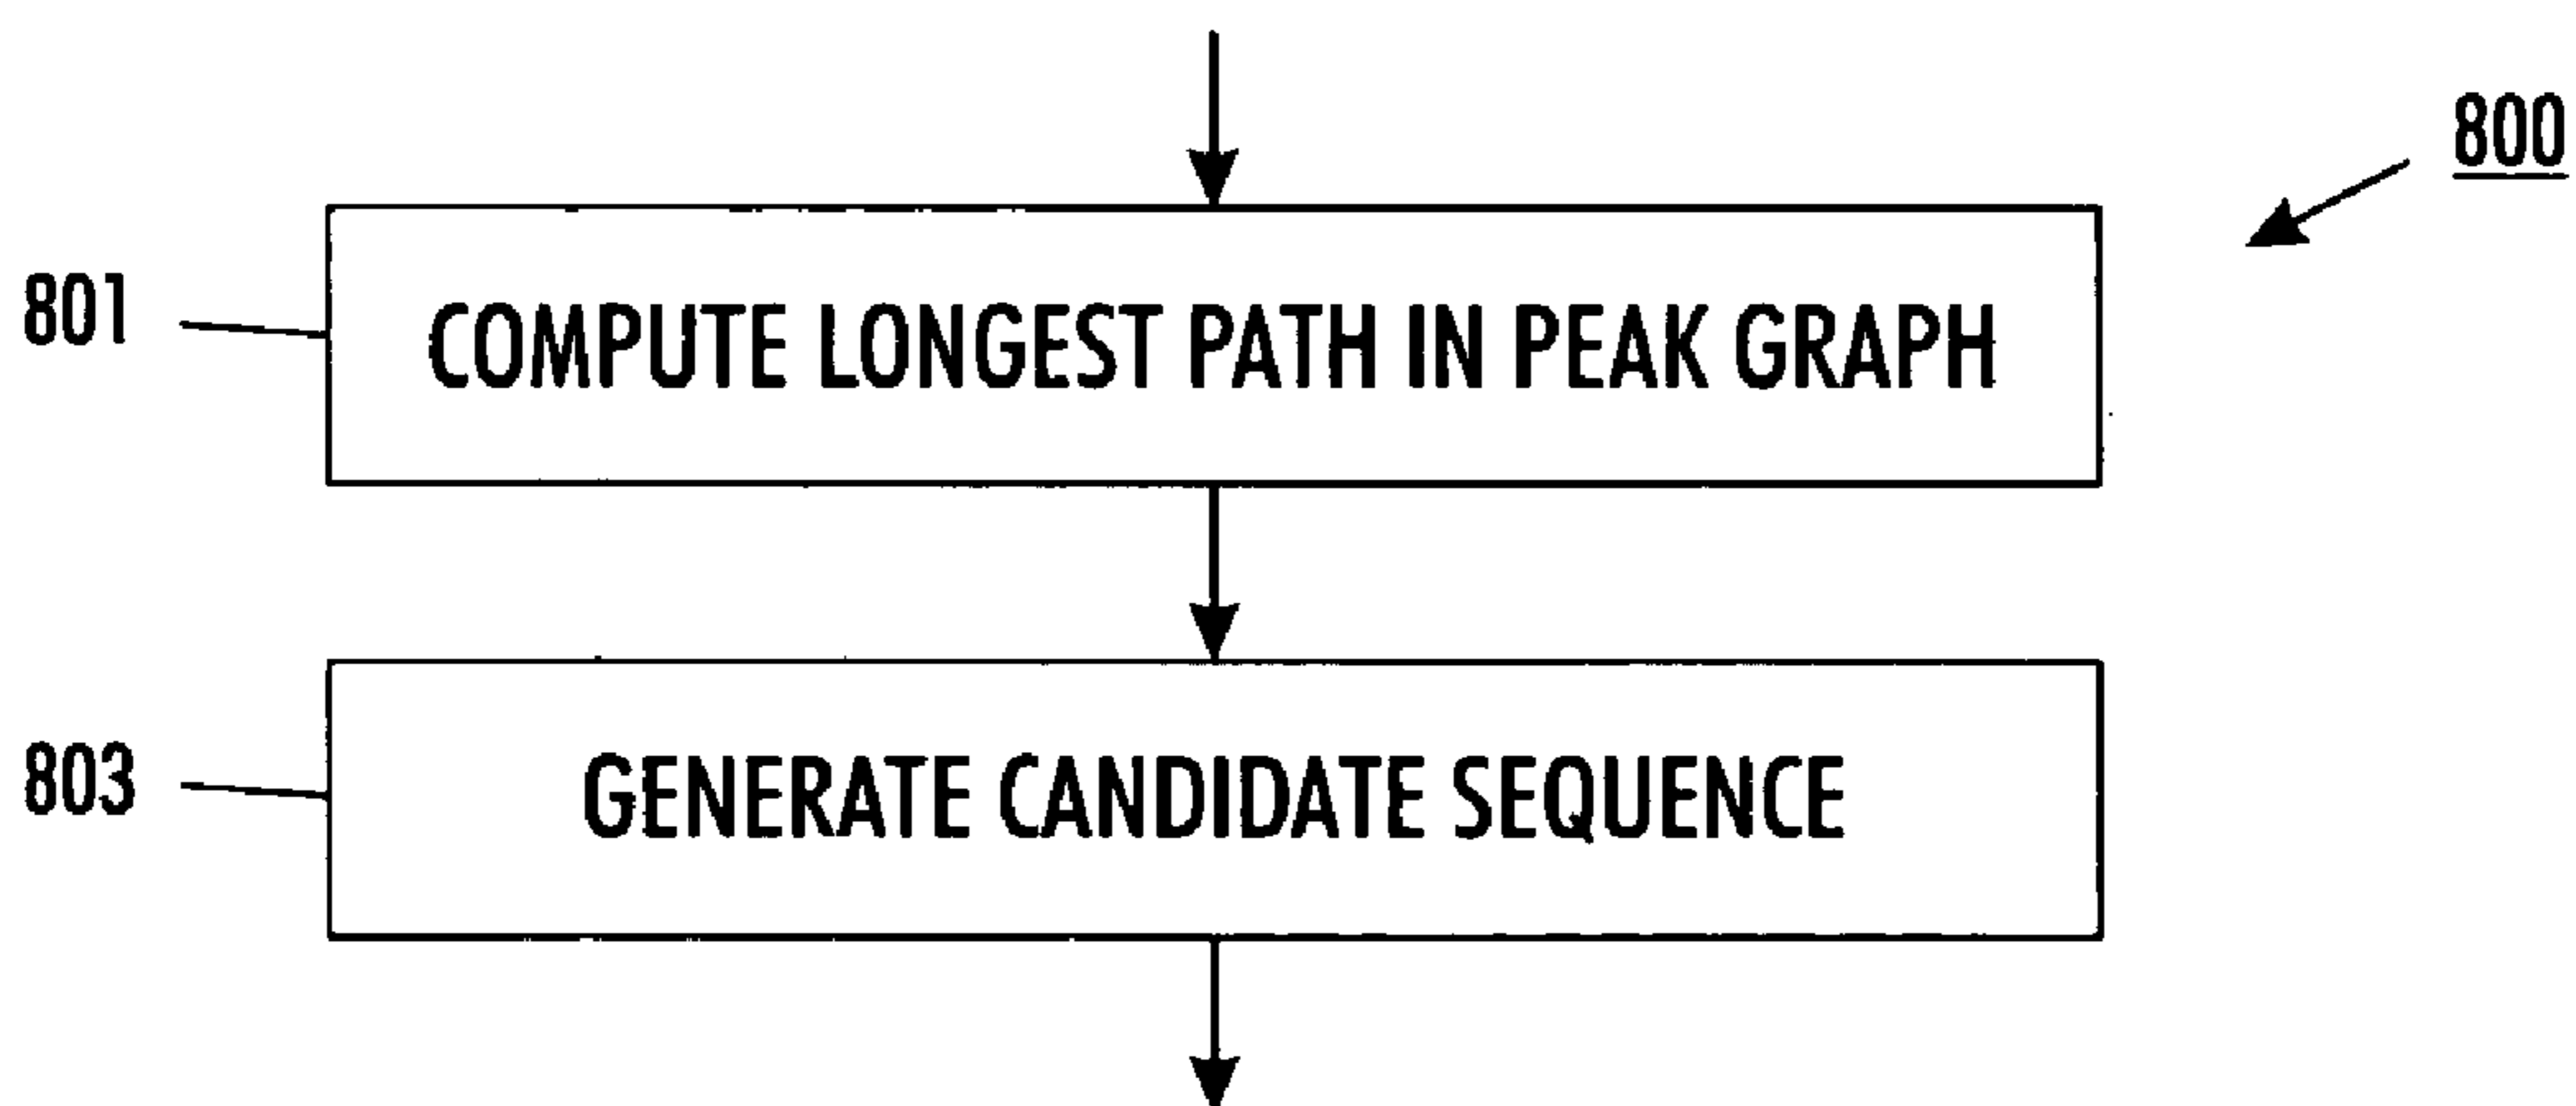 800
801
COMPUTE LONGEST PATH IN PEAK GRAPH
803
GENERATE CANDIDATE SEQUENCE